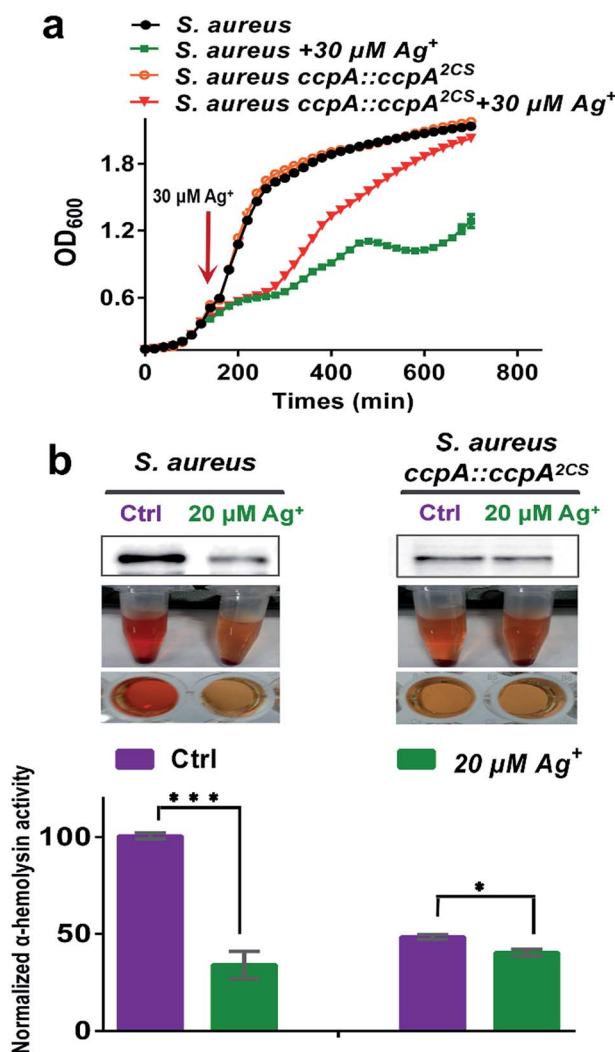 a
S. aureus
S. aureus +30 µM Ag⁺
S. aureus ccpA::ccpA²ᶜˢ
S. aureus ccpA::ccpA²ᶜˢ+30 µM Ag⁺
30 µM Ag⁺
OD₆₀₀
1.8
1.2
0.6
0 200 400 600 800
Times (min)
b
S. aureus
S. aureus
ccpA::ccpA²ᶜˢ
Ctrl 20 µM Ag⁺
Ctrl 20 µM Ag⁺
Ctrl
20 µM Ag⁺
Normalized α-hemolysin activity
100
50
0
* * *
*